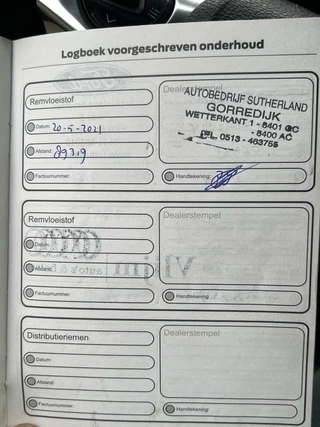 Logboek voorgeschreven onderhoud
Remvloeistof
Datum: 20-5-2021
Afstand: 89319
Factuurnummer:
Dealerstempel
AUTOBEDRIJF SUTHERLAND
GORREDIJK
WETTERKANT 1 - 8401 GC
- 8400 AC
TEL. 0513 - 463755
Handtekening:
Remvloeistof
Datum:
Afstand:
Factuurnummer:
Dealerstempel
Handtekening:
Distributieriemen
Datum:
Afstand:
Factuurnummer:
Dealerstempel
Handtekening: